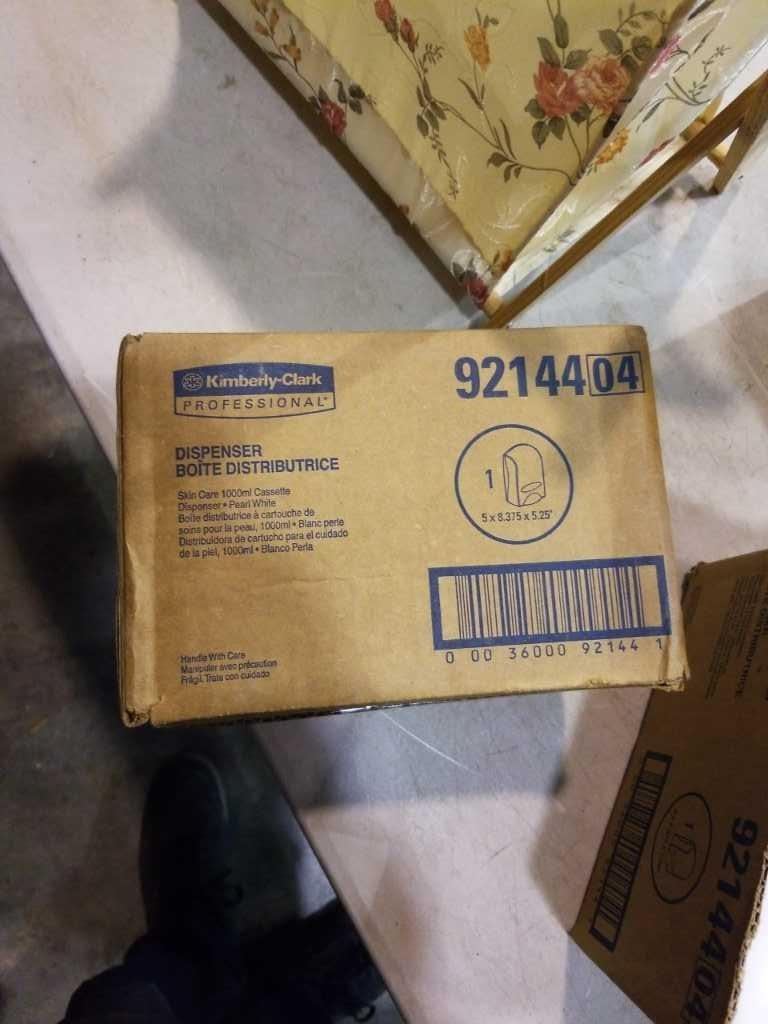 Kimberly-Clark
PROFESSIONAL*
92144 04
DISPENSER
BOÎTE DISTRIBUTRICE
Skin Care 1000ml Cassette
Dispenser • Pearl White
Boîte distributrice à cartouche de
soins pour la peau, 1000ml • Blanc perle
Distribuidora de cartucho para el cuidado
de la piel, 1000ml • Blanco Perla
1
5 x 8.375 x 5.25"
Handle With Care
Manipuler avec précaution
Frágil. Trate con cuidado
0 00 36000 92144 1
92144 04